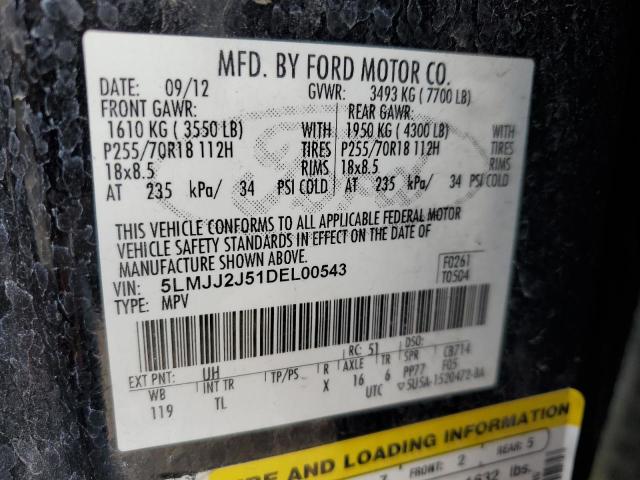 MFD. BY FORD MOTOR CO.
DATE: 09/12 GVWR: 3493 KG ( 7700 LB)
FRONT GAWR: REAR GAWR:
1610 KG ( 3550 LB) WITH 1950 KG ( 4300 LB) WITH
P255/70R18 112H TIRES P255/70R18 112H TIRES
18x8.5 RIMS 18x8.5 RIMS
AT 235 kPa/ 34 PSI COLD AT 235 kPa/ 34 PSI COLD
THIS VEHICLE CONFORMS TO ALL APPLICABLE FEDERAL MOTOR
VEHICLE SAFETY STANDARDS IN EFFECT ON THE DATE OF
MANUFACTURE SHOWN ABOVE.
VIN: 5LMJJ2J51DEL00543 F0261
TYPE: MPV T0504
EXT PNT: UH RC: 51 DSO:
WB INT TR TP/PS R AXLE TR SPR CB714
119 TL X 16 6 PP77 F05
UTC 5U5A-1520472-BA
E AND LOADING INFORMATION
7 FRONT: 2 REAR: 5
lbs.